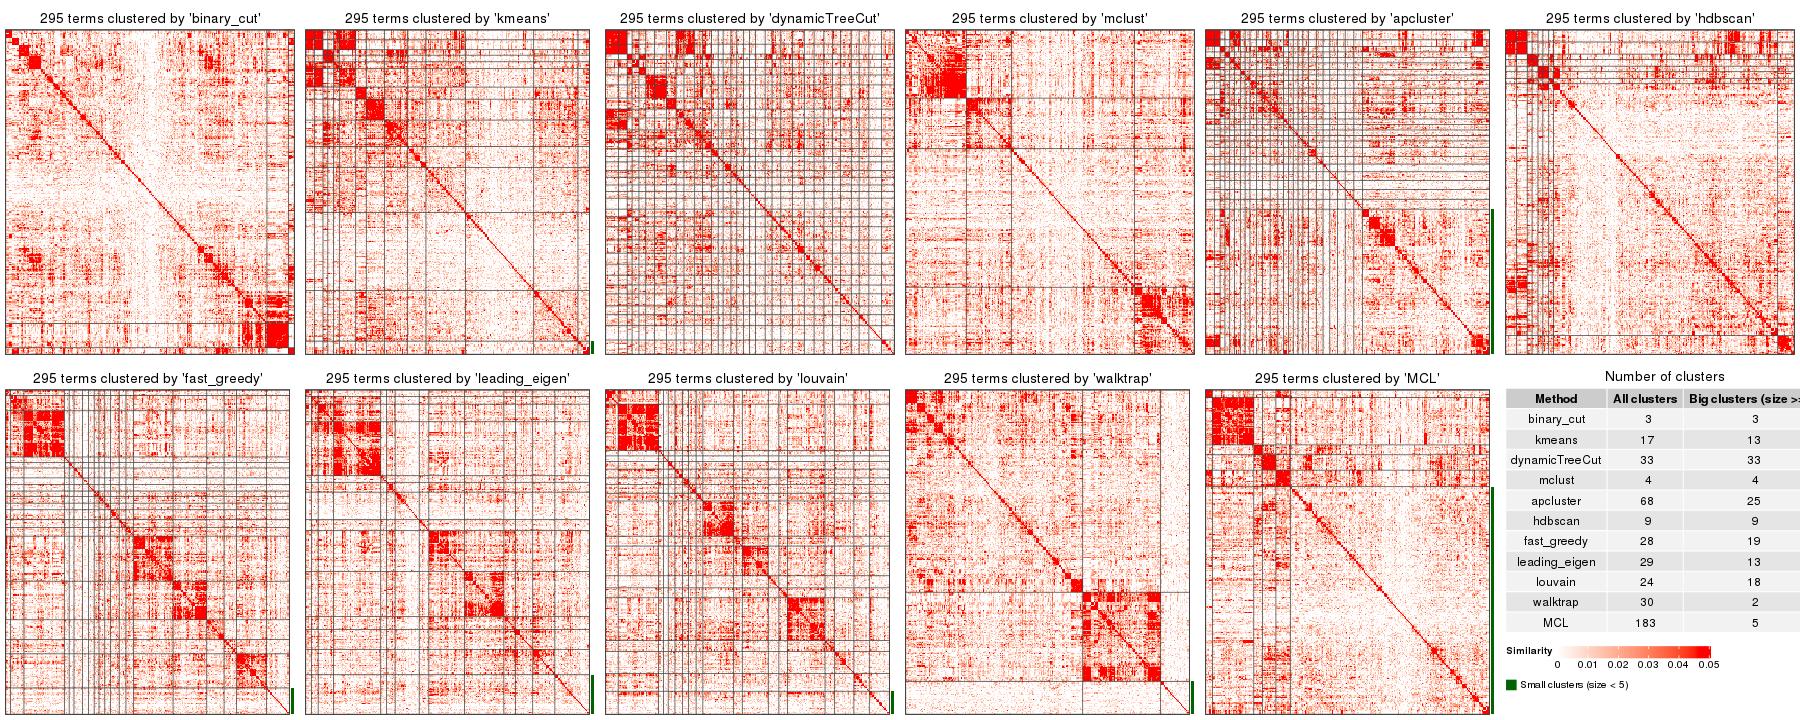 295 terms clustered by 'binary_cut'
295 terms clustered by 'kmeans'
295 terms clustered by 'dynamicTreeCut'
295 terms clustered by 'mclust'
295 terms clustered by 'apcluster'
295 terms clustered by 'hdbscan'
295 terms clustered by 'fast_greedy'
295 terms clustered by 'leading_eigen'
295 terms clustered by 'louvain'
295 terms clustered by 'walktrap'
295 terms clustered by 'MCL'
Number of clusters
Method All clusters Big clusters (size >
binary_cut 3 3
kmeans 17 13
dynamicTreeCut 33 33
mclust 4 4
apcluster 68 25
hdbscan 9 9
fast_greedy 28 19
leading_eigen 29 13
louvain 24 18
walktrap 30 2
MCL 183 5
Similarity
0 0.01 0.02 0.03 0.04 0.05
Small clusters (size < 5)